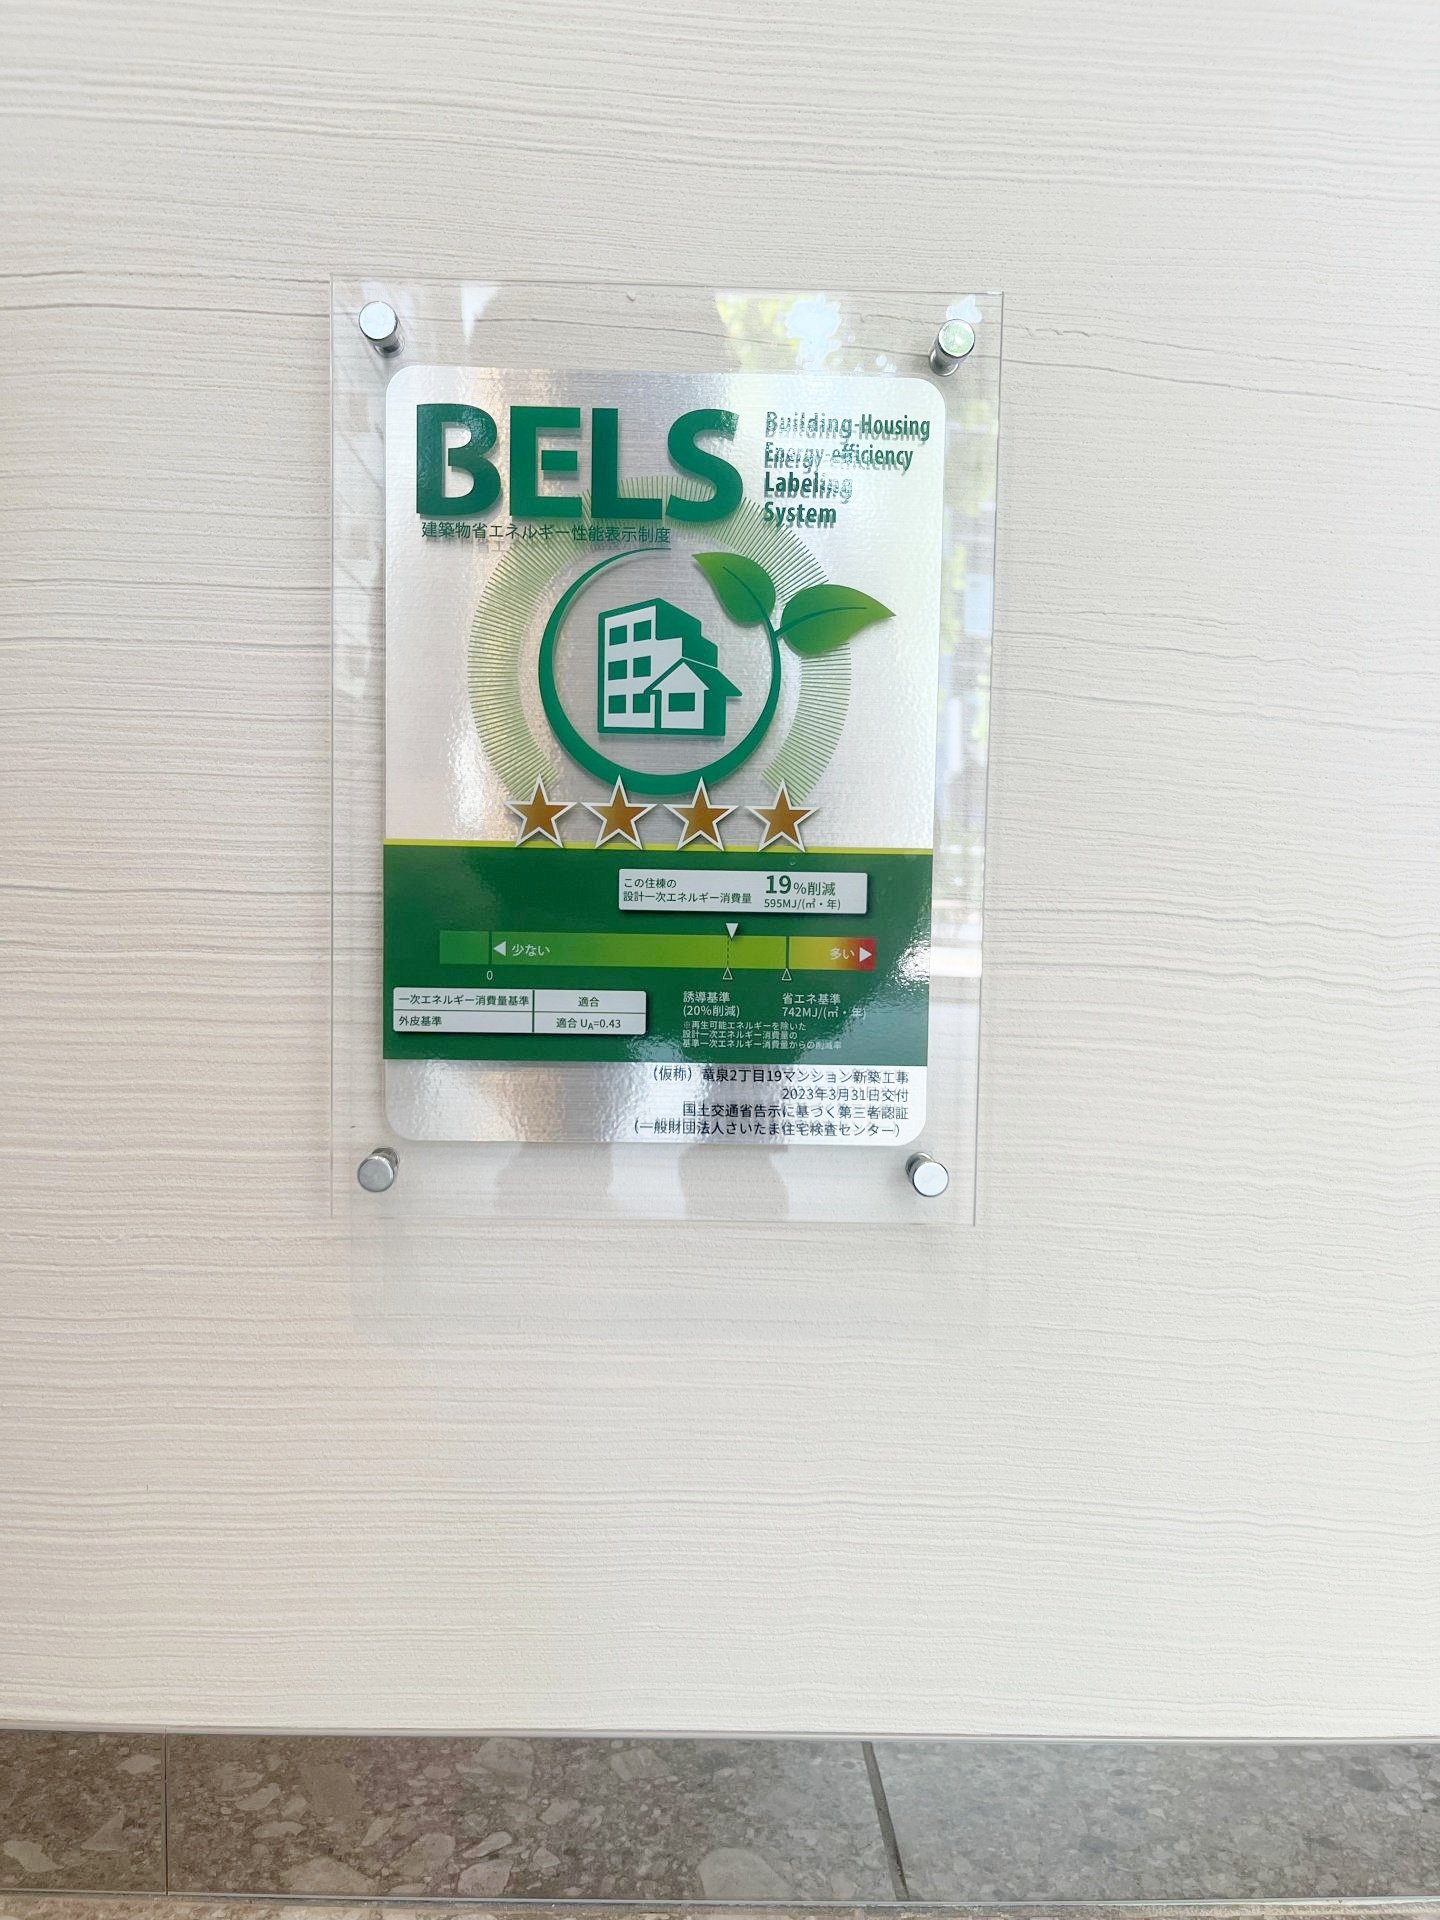 BELS
Building-Housing
Energy-efficiency
Labeling
System
建築物省エネルギー性能表示制度
この住棟の
設計一次エネルギー消費量
19%削減
595MJ/(㎡・年)
少ない
多い
0
誘導基準
(20%削減)
省エネ基準
742MJ/(㎡・年)
※再生可能エネルギーを除いた
設計一次エネルギー消費量の
基準一次エネルギー消費量からの削減率
一次エネルギー消費量基準 適合
外皮基準 適合 UA=0.43
(仮称) 竜泉2丁目19マンション新築工事
2023年3月31日交付
国土交通省告示に基づく第三者認証
(一般財団法人さいたま住宅検査センター)